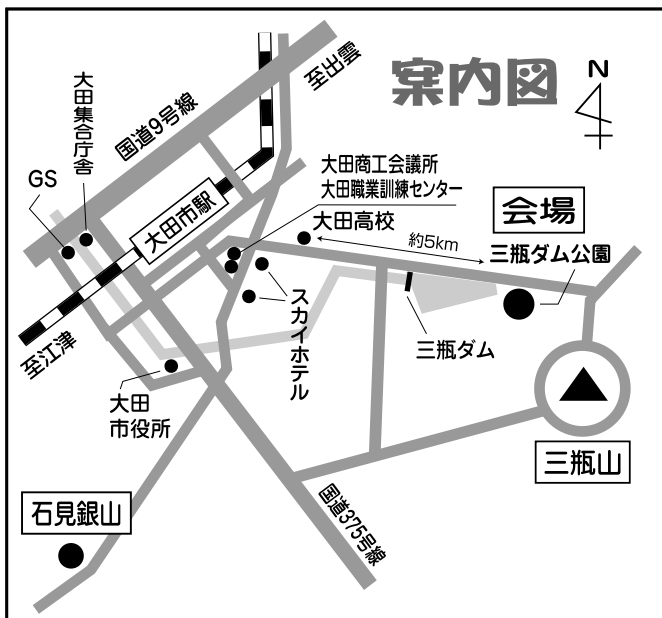 案内図
N
至出雲
国道9号線
大田集合庁舎
GS
大田市駅
大田商工会議所
大田職業訓練センター
大田高校
約5km
会場
三瓶ダム公園
三瓶ダム
スカイホテル
至江津
大田
市役所
三瓶山
石見銀山
国道375号線